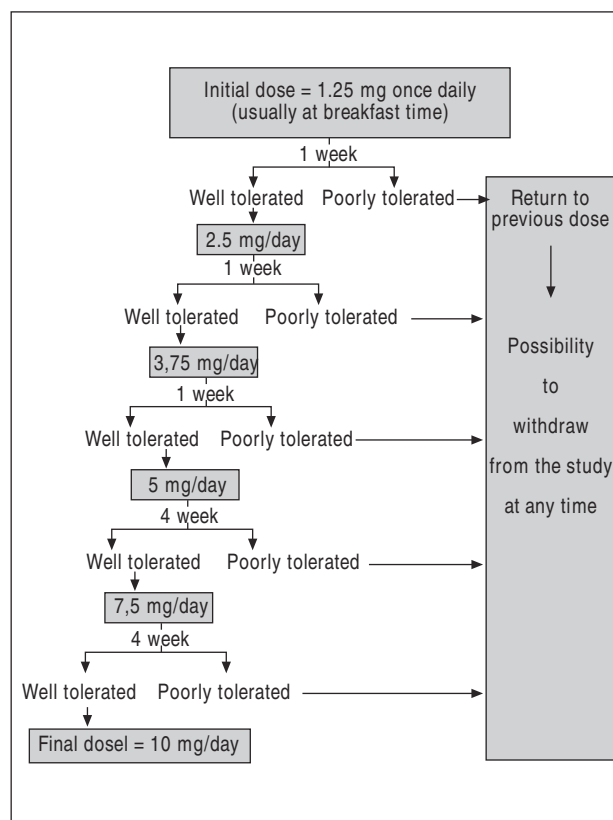 Initial dose = 1.25 mg once daily
(usually at breakfast time)
1 week
Well tolerated Poorly tolerated
Return to
previous dose
2.5 mg/day
1 week
Well tolerated Poorly tolerated
Possibility
to
withdraw
from the study
at any time
3,75 mg/day
1 week
Well tolerated Poorly tolerated
5 mg/day
4 week
Well tolerated Poorly tolerated
7,5 mg/day
4 week
Well tolerated Poorly tolerated
Final dosel = 10 mg/day